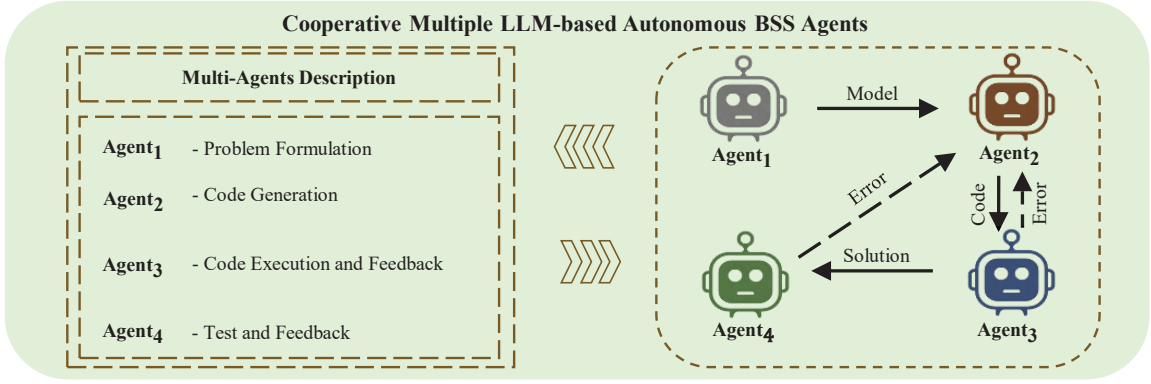 Cooperative Multiple LLM-based Autonomous BSS Agents
Multi-Agents Description
Agent1 - Problem Formulation
Agent2 - Code Generation
Agent3 - Code Execution and Feedback
Agent4 - Test and Feedback
Agent1
Model
Agent2
Error
Code
Error
Solution
Agent4
Agent3